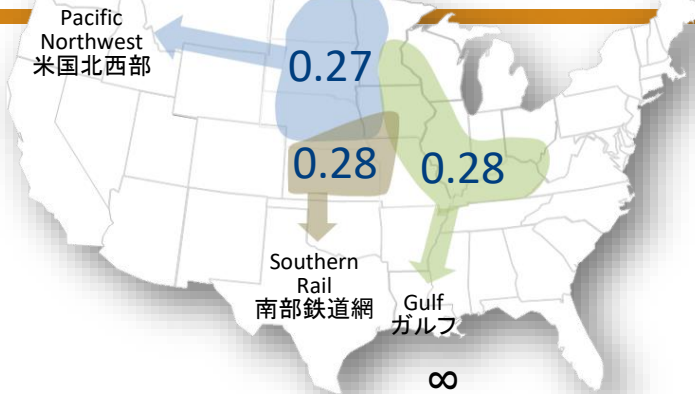 Pacific
Northwest
米国北西部
0.27
0.28
0.28
Southern
Rail
南部鉄道網
Gulf
ガルフ
∞